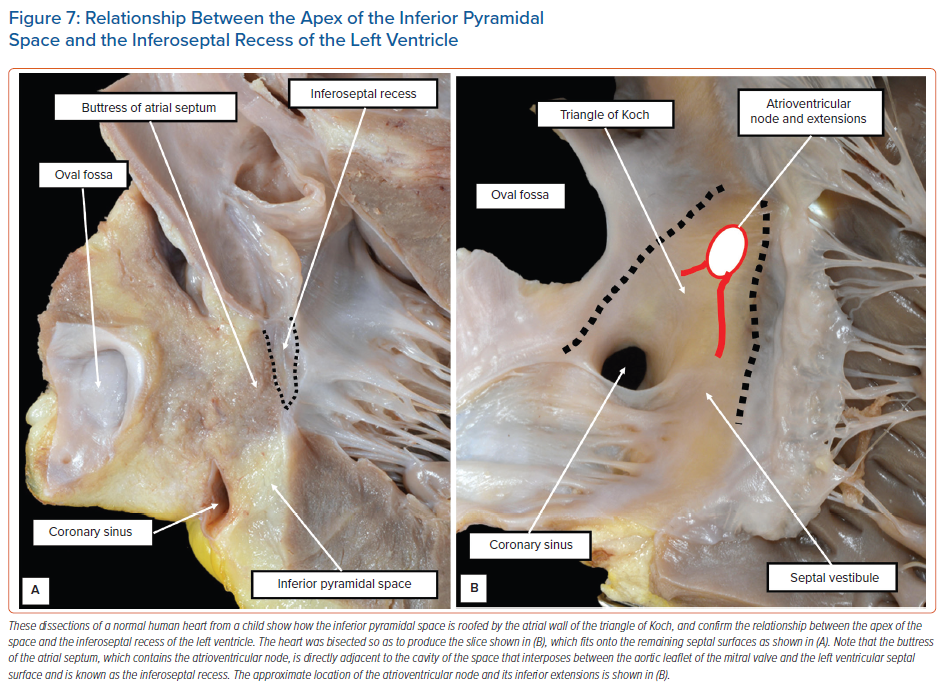 Figure 7: Relationship Between the Apex of the Inferior Pyramidal
Space and the Inferoseptal Recess of the Left Ventricle
Buttress of atrial septum
Inferoseptal recess
Oval fossa
Coronary sinus
Inferior pyramidal space
A
Triangle of Koch
Atrioventricular
node and extensions
Oval fossa
Coronary sinus
Septal vestibule
B
These dissections of a normal human heart from a child show how the inferior pyramidal space is roofed by the atrial wall of the triangle of Koch, and confirm the relationship between the apex of the
space and the inferoseptal recess of the left ventricle. The heart was bisected so as to produce the slice shown in (B), which fits onto the remaining septal surfaces as shown in (A). Note that the buttress
of the atrial septum, which contains the atrioventricular node, is directly adjacent to the cavity of the space that interposes between the aortic leaflet of the mitral valve and the left ventricular septal
surface and is known as the inferoseptal recess. The approximate location of the atrioventricular node and its inferior extensions is shown in (B).